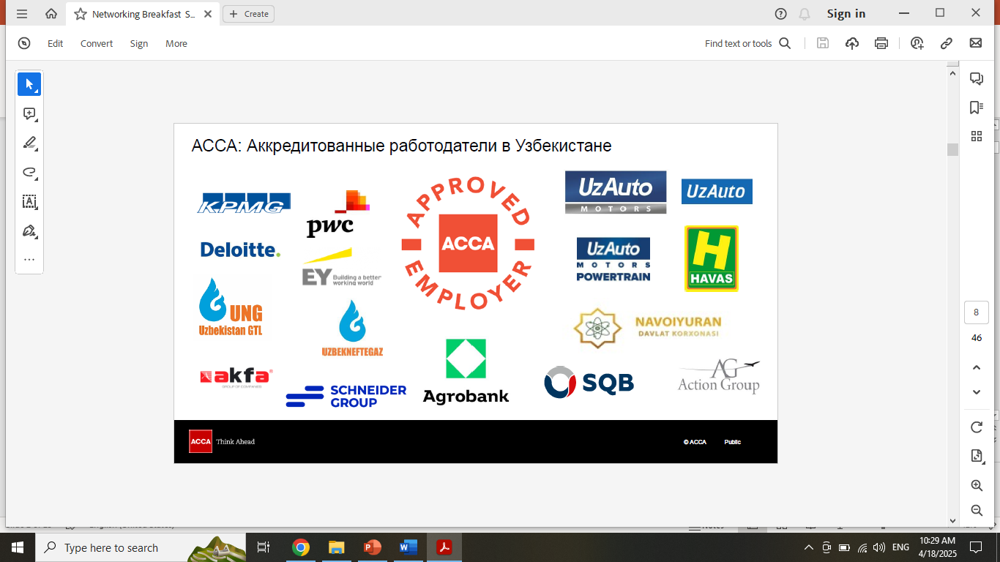 Networking Breakfast S...
Create
Sign in
Edit
Convert
Sign
More
Find text or tools
ACCA: Аккредитованные работодатели в Узбекистане
KPMG
pwc
APPROVED
ACCA
EMPLOYER
UzAuto
MOTORS
UzAuto
Deloitte.
EY
Building a better
working world
UzAuto
MOTORS
POWERTRAIN
H
HAVAS
UNG
Uzbekistan GTL
UZBEKNEFTEGAZ
NAVOIYURAN
DAVLAT KORXONASI
akfa
GROUP OF COMPANIES
SCHNEIDER
GROUP
Agrobank
SQB
AG
Action Group
ACCA
Think Ahead
© ACCA
Public
8
46
Type here to search
ENG
10:29 AM
4/18/2025